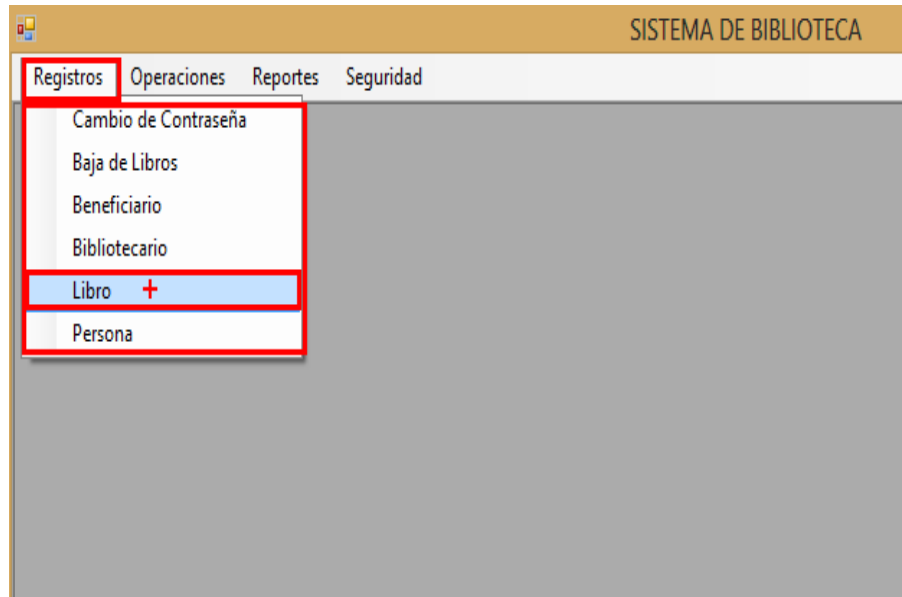 SISTEMA DE BIBLIOTECA
Registros Operaciones Reportes Seguridad
Cambio de Contraseña
Baja de Libros
Beneficiario
Bibliotecario
Libro
Persona